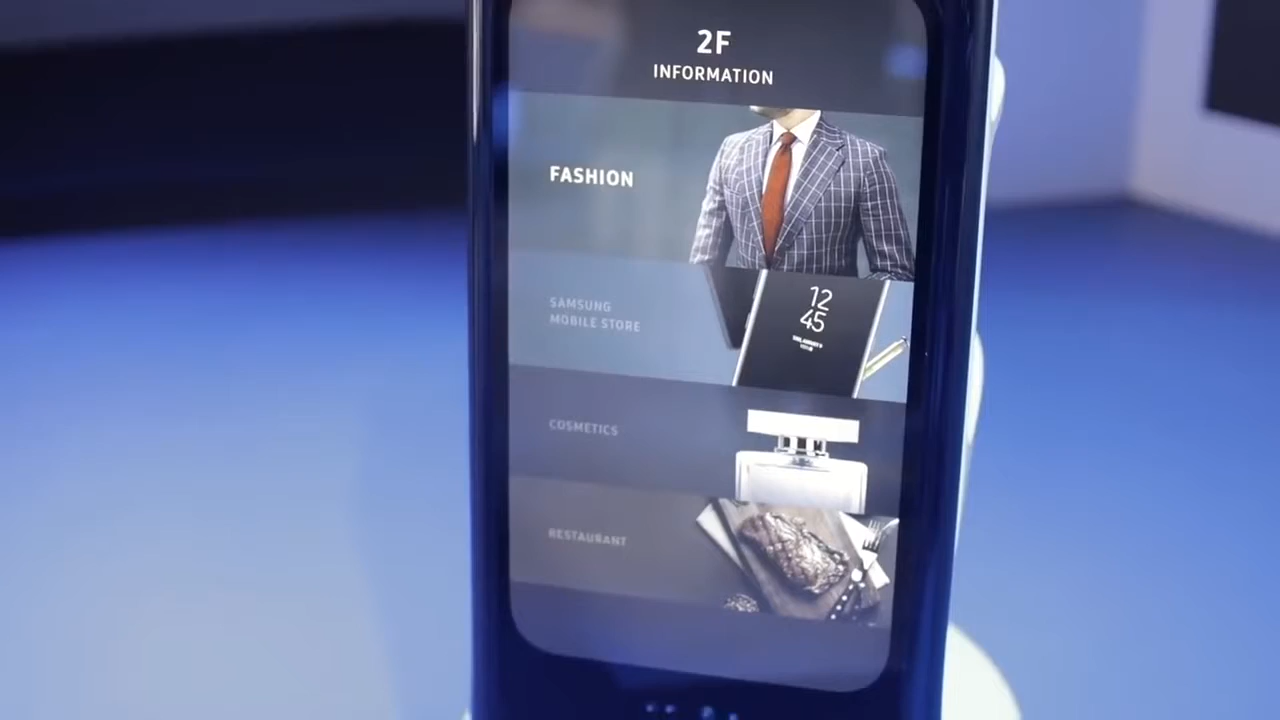 2F
INFORMATION
FASHION
SAMSUNG
MOBILE STORE
12
45
COSMETICS
RESTAURANT